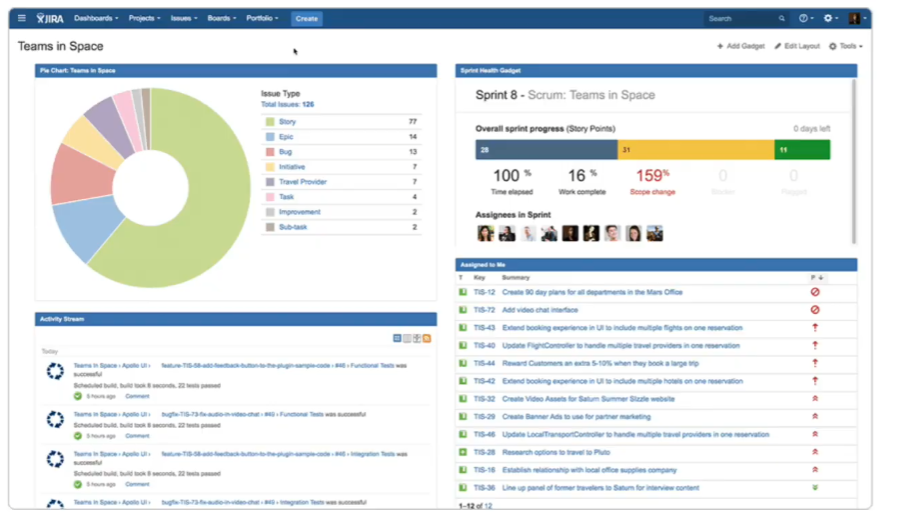 JIRA Dashboards Projects Issues Boards Portfolio Create Search
Teams in Space
Add Gadget Edit Layout Tools
Pie Chart: Teams in Space
Issue Type
Total Issues: 126
Story 77
Epic 14
Bug 13
Initiative 7
Travel Provider 7
Task 4
Improvement 2
Sub-task 2
Activity Stream
Today
Teams In Space › Apollo UI › feature-TIS-58-add-feedback-button-to-the-plugin-sample-code › #46 › Functional Tests was
successful
Scheduled build, build took 8 seconds, 22 tests passed
5 hours ago Comment
Teams In Space › Apollo UI › bugfix-TIS-73-fix-audio-in-video-chat › #40 › Functional Tests was successful
Scheduled build, build took 8 seconds, 22 tests passed
5 hours ago Comment
Teams In Space › Apollo UI › feature-TIS-58-add-feedback-button-to-the-plugin-sample-code › #46 › Integration Tests was
successful
Scheduled build, build took 6 seconds, 22 tests passed
5 hours ago Comment
Teams In Space › Apollo UI › bugfix-TIS-73-fix-audio-in-video-chat › #40 › Integration Tests was successful
Sprint Health Gadget
Sprint 8 - Scrum: Teams in Space
Overall sprint progress (Story Points) 0 days left
28 31 11
100 % 16 % 159% 0 0
Time elapsed Work complete Scope change Blocker Flagged
Assignees in Sprint
Assigned to Me
T Key Summary P
TIS-12 Create 90 day plans for all departments in the Mars Office
TIS-72 Add video chat interface
TIS-43 Extend booking experience in UI to include multiple flights on one reservation
TIS-40 Update FlightController to handle multiple travel providers in one reservation
TIS-44 Reward Customers an extra 5-10% when they book a large trip
TIS-42 Extend booking experience in UI to include multiple hotels on one reservation
TIS-32 Create Video Assets for Saturn Summer Sizzle website
TIS-29 Create Banner Ads to use for partner marketing
TIS-46 Update LocalTransportController to handle multiple travel providers in one reservation
TIS-28 Research options to travel to Pluto
TIS-16 Establish relationship with local office supplies company
TIS-36 Line up panel of former travelers to Saturn for interview content
1–12 of 12